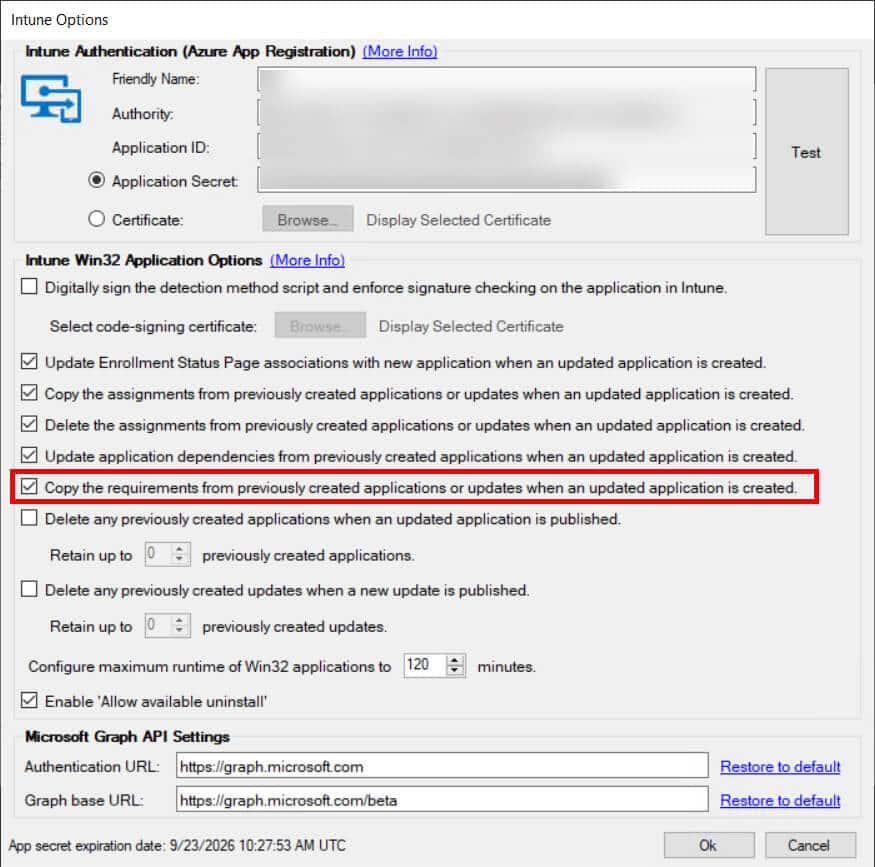 Intune Options
Intune Authentication (Azure App Registration) (More Info)
Friendly Name:
Authority:
Application ID:
Application Secret:
Test
Certificate: Browse... Display Selected Certificate
Intune Win32 Application Options (More Info)
Digitally sign the detection method script and enforce signature checking on the application in Intune.
Select code-signing certificate: Browse... Display Selected Certificate
Update Enrollment Status Page associations with new application when an updated application is created.
Copy the assignments from previously created applications or updates when an updated application is created.
Delete the assignments from previously created applications or updates when an updated application is created.
Update application dependencies from previously created applications when an updated application is created.
Copy the requirements from previously created applications or updates when an updated application is created.
Delete any previously created applications when an updated application is published.
Retain up to 0 previously created applications.
Delete any previously created updates when a new update is published.
Retain up to 0 previously created updates.
Configure maximum runtime of Win32 applications to 120 minutes.
Enable 'Allow available uninstall'
Microsoft Graph API Settings
Authentication URL: https://graph.microsoft.com Restore to default
Graph base URL: https://graph.microsoft.com/beta Restore to default
App secret expiration date: 9/23/2026 10:27:53 AM UTC Ok Cancel